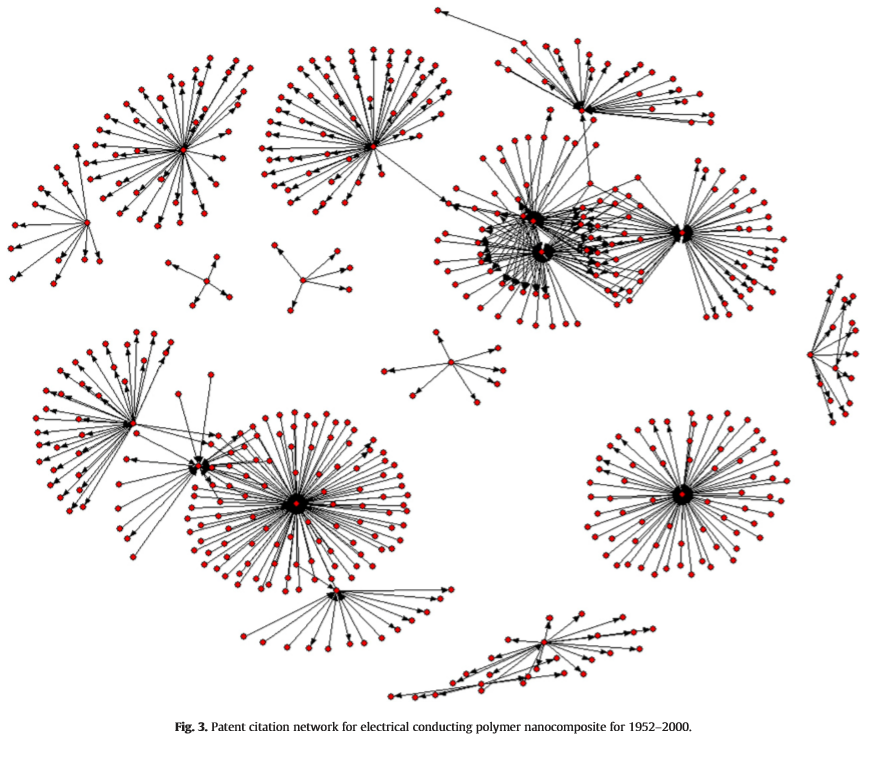 Fig. 3. Patent citation network for electrical conducting polymer nanocomposite for 1952–2000.